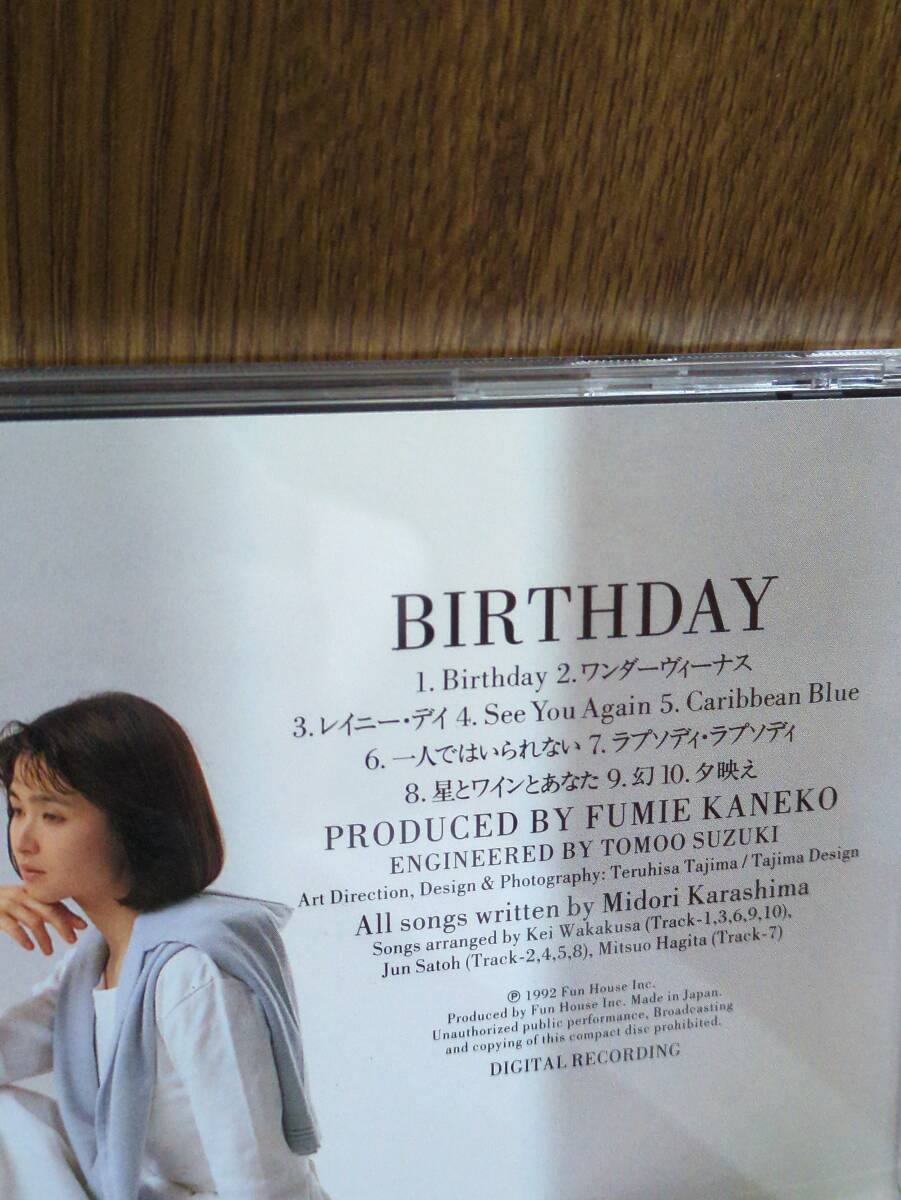 BIRTHDAY
1. Birthday 2.ワンダーヴィーナス
3.レイニー・デイ 4. See You Again 5. Caribbean Blue
6. 一人ではいられない 7. ラプソディ・ラプソディ
8. 星とワインとあなた 9. 幻 10. 夕映え
PRODUCED BY FUMIE KANEKO
ENGINEERED BY TOMOO SUZUKI
Art Direction, Design & Photography: Teruhisa Tajima / Tajima Design
All songs written by Midori Karashima
Songs arranged by Kei Wakakusa (Track-1,3,6,9,10),
Jun Satoh (Track-2,4,5,8), Mitsuo Hagita (Track-7)
℗ 1992 Fun House Inc.
Produced by Fun House Inc. Made in Japan.
Unauthorized public performance, Broadcasting
and copying of this compact disc prohibited.
DIGITAL RECORDING